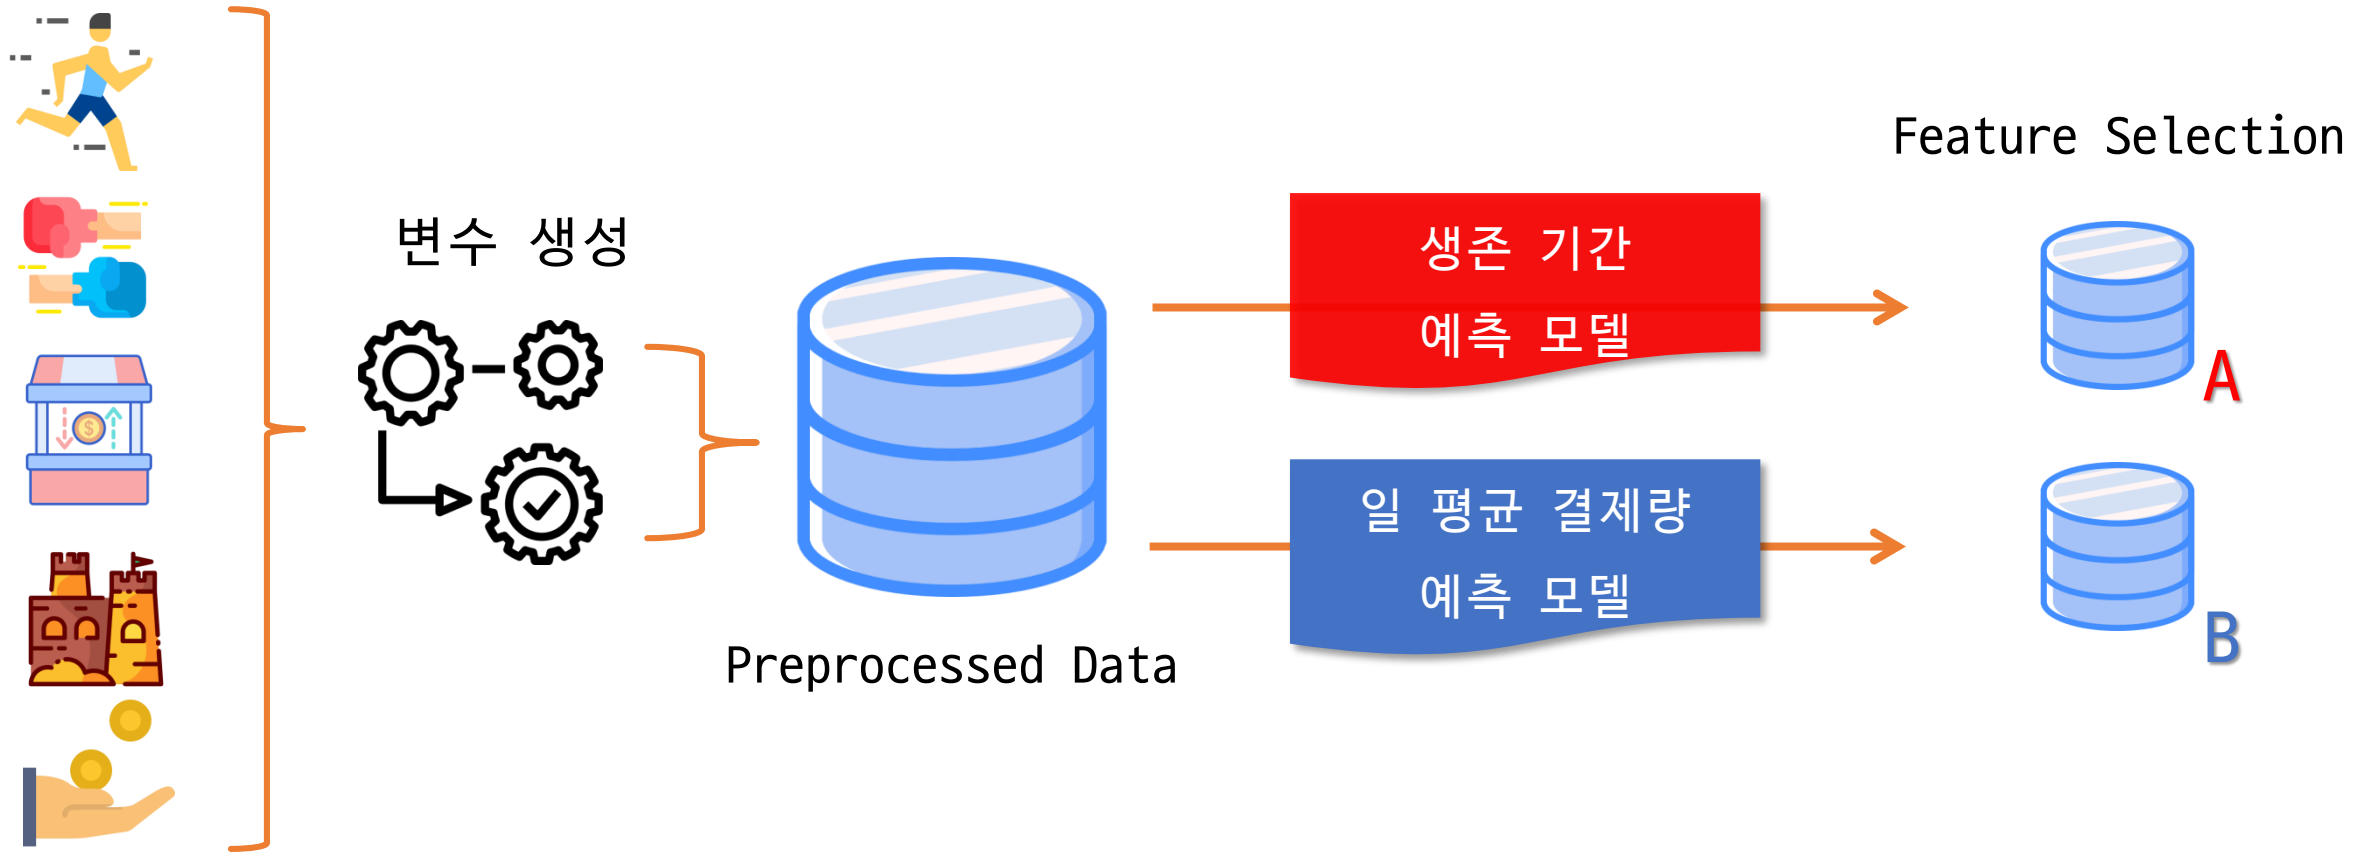 변수 생성
Preprocessed Data
생존 기간
예측 모델
일 평균 결제량
예측 모델
Feature Selection
A
B